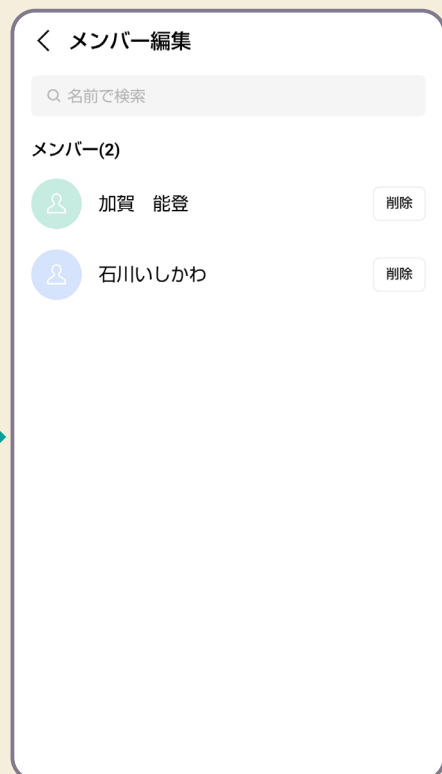 メンバー編集
名前で検索
メンバー(2)
加賀　能登 削除
石川いしかわ 削除